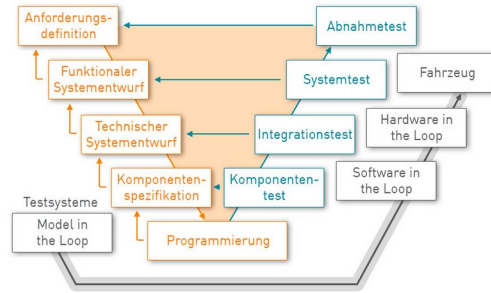 Anforderungs-
definition
Abnahmetest
Funktionaler
Systementwurf
Systemtest
Fahrzeug
Technischer
Systementwurf
Integrationstest
Hardware in
the Loop
Komponenten-
spezifikation
Komponenten-
test
Software in
the Loop
Testsysteme
Model in
the Loop
Programmierung